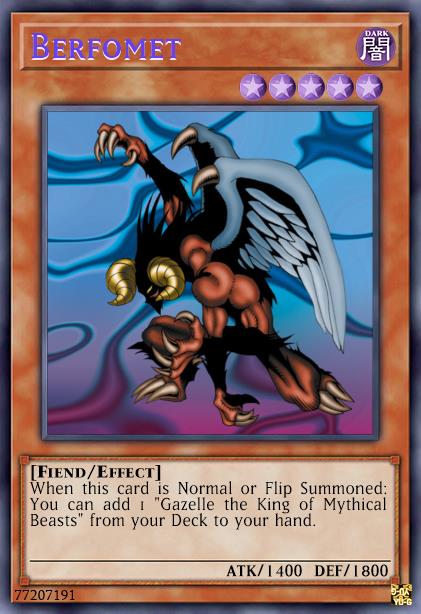 Berfomet
DARK
闇
[Fiend/Effect]
When this card is Normal or Flip Summoned:
You can add 1 "Gazelle the King of Mythical
Beasts" from your Deck to your hand.
ATK/1400 DEF/1800
77207191